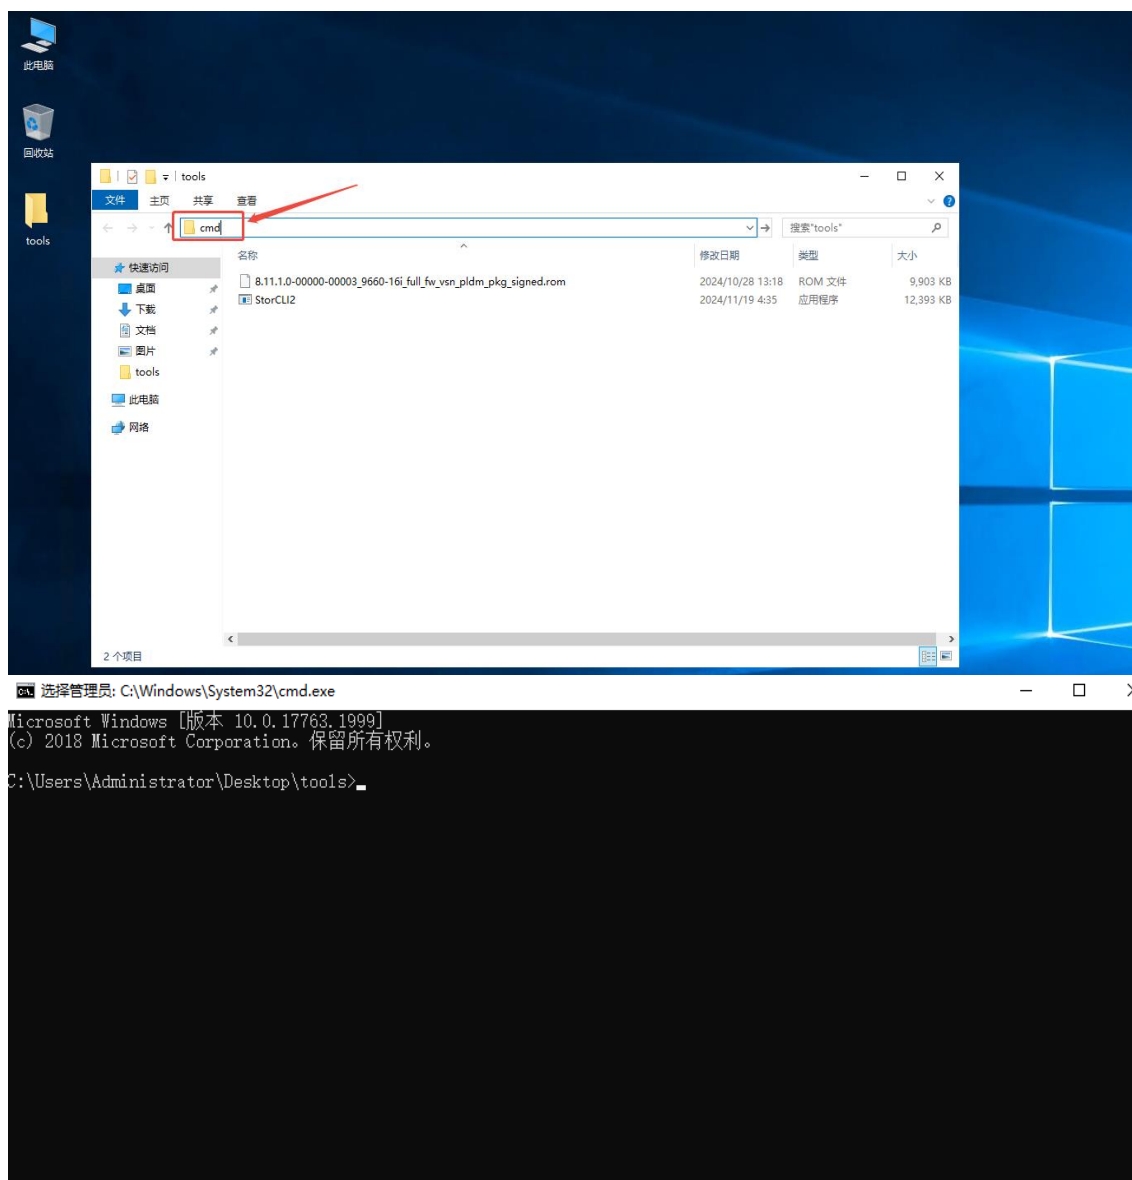 此电脑
回收站
tools
tools
文件 主页 共享 查看
cmd
搜索"tools"
名称 修改日期 类型 大小
8.11.1.0-00000-00003_9660-16i_full_fw_vsn_pldm_pkg_signed.rom 2024/10/28 13:18 ROM 文件 9,903 KB
StorCLI2 2024/11/19 4:35 应用程序 12,393 KB
快速访问
桌面
下载
文档
图片
tools
此电脑
网络
2 个项目
选择管理员: C:\Windows\System32\cmd.exe
Microsoft Windows [版本 10.0.17763.1999]
(c) 2018 Microsoft Corporation。保留所有权利。
C:\Users\Administrator\Desktop\tools>